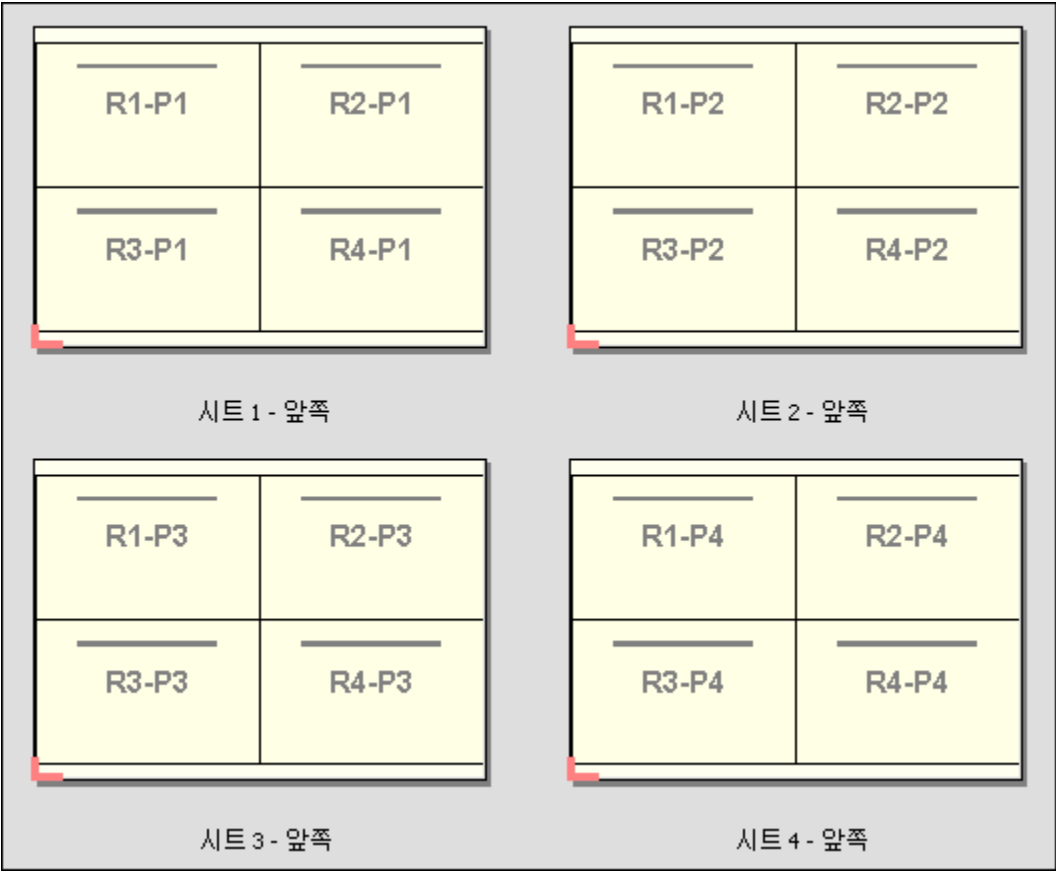 R1-P1 R2-P1 R1-P2 R2-P2
R3-P1 R4-P1 R3-P2 R4-P2
시트 1 - 앞쪽 시트 2 - 앞쪽
R1-P3 R2-P3 R1-P4 R2-P4
R3-P3 R4-P3 R3-P4 R4-P4
시트 3 - 앞쪽 시트 4 - 앞쪽